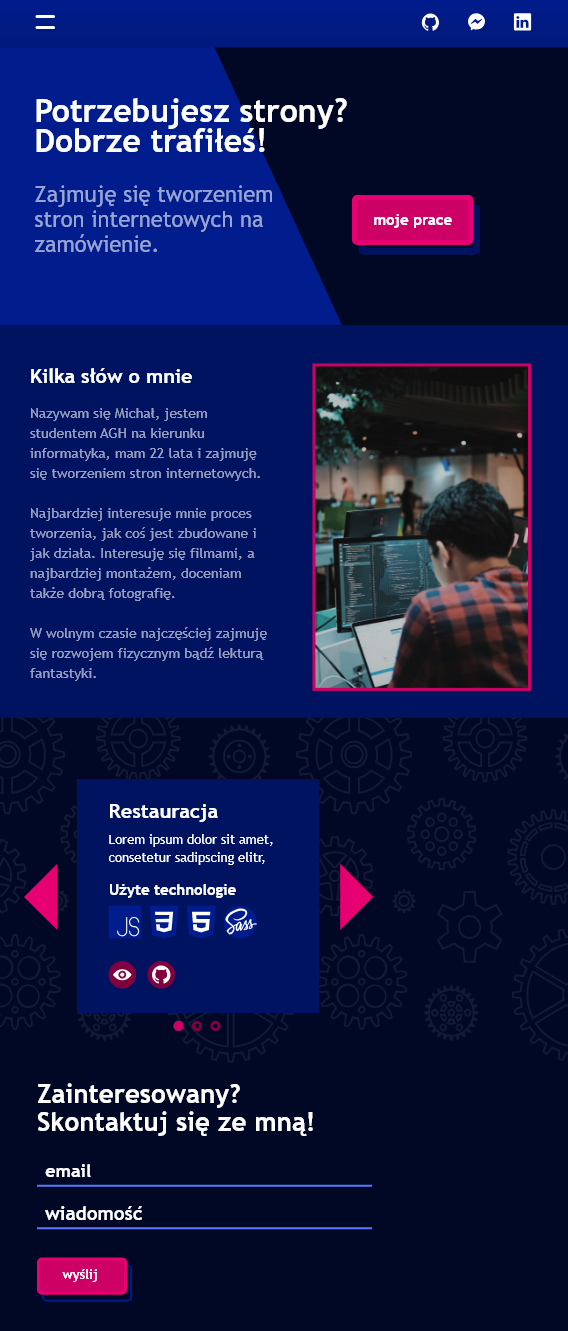 Potrzebujesz strony?
Dobrze trafiłeś!
Zajmuję się tworzeniem
stron internetowych na
zamówienie.
moje prace
Kilka słów o mnie
Nazywam się Michał, jestem
studentem AGH na kierunku
informatyka, mam 22 lata i zajmuję
się tworzeniem stron internetowych.
Najbardziej interesuje mnie proces
tworzenia, jak coś jest zbudowane i
jak działa. Interesuję się filmami, a
najbardziej montażem, doceniam
także dobrą fotografię.
W wolnym czasie najczęściej zajmuję
się rozwojem fizycznym bądź lekturą
fantastyki.
Restauracja
Lorem ipsum dolor sit amet,
consetetur sadipscing elitr,
Użyte technologie
JS 3 5 Sass
Zainteresowany?
Skontaktuj się ze mną!
email
wiadomość
wyślij